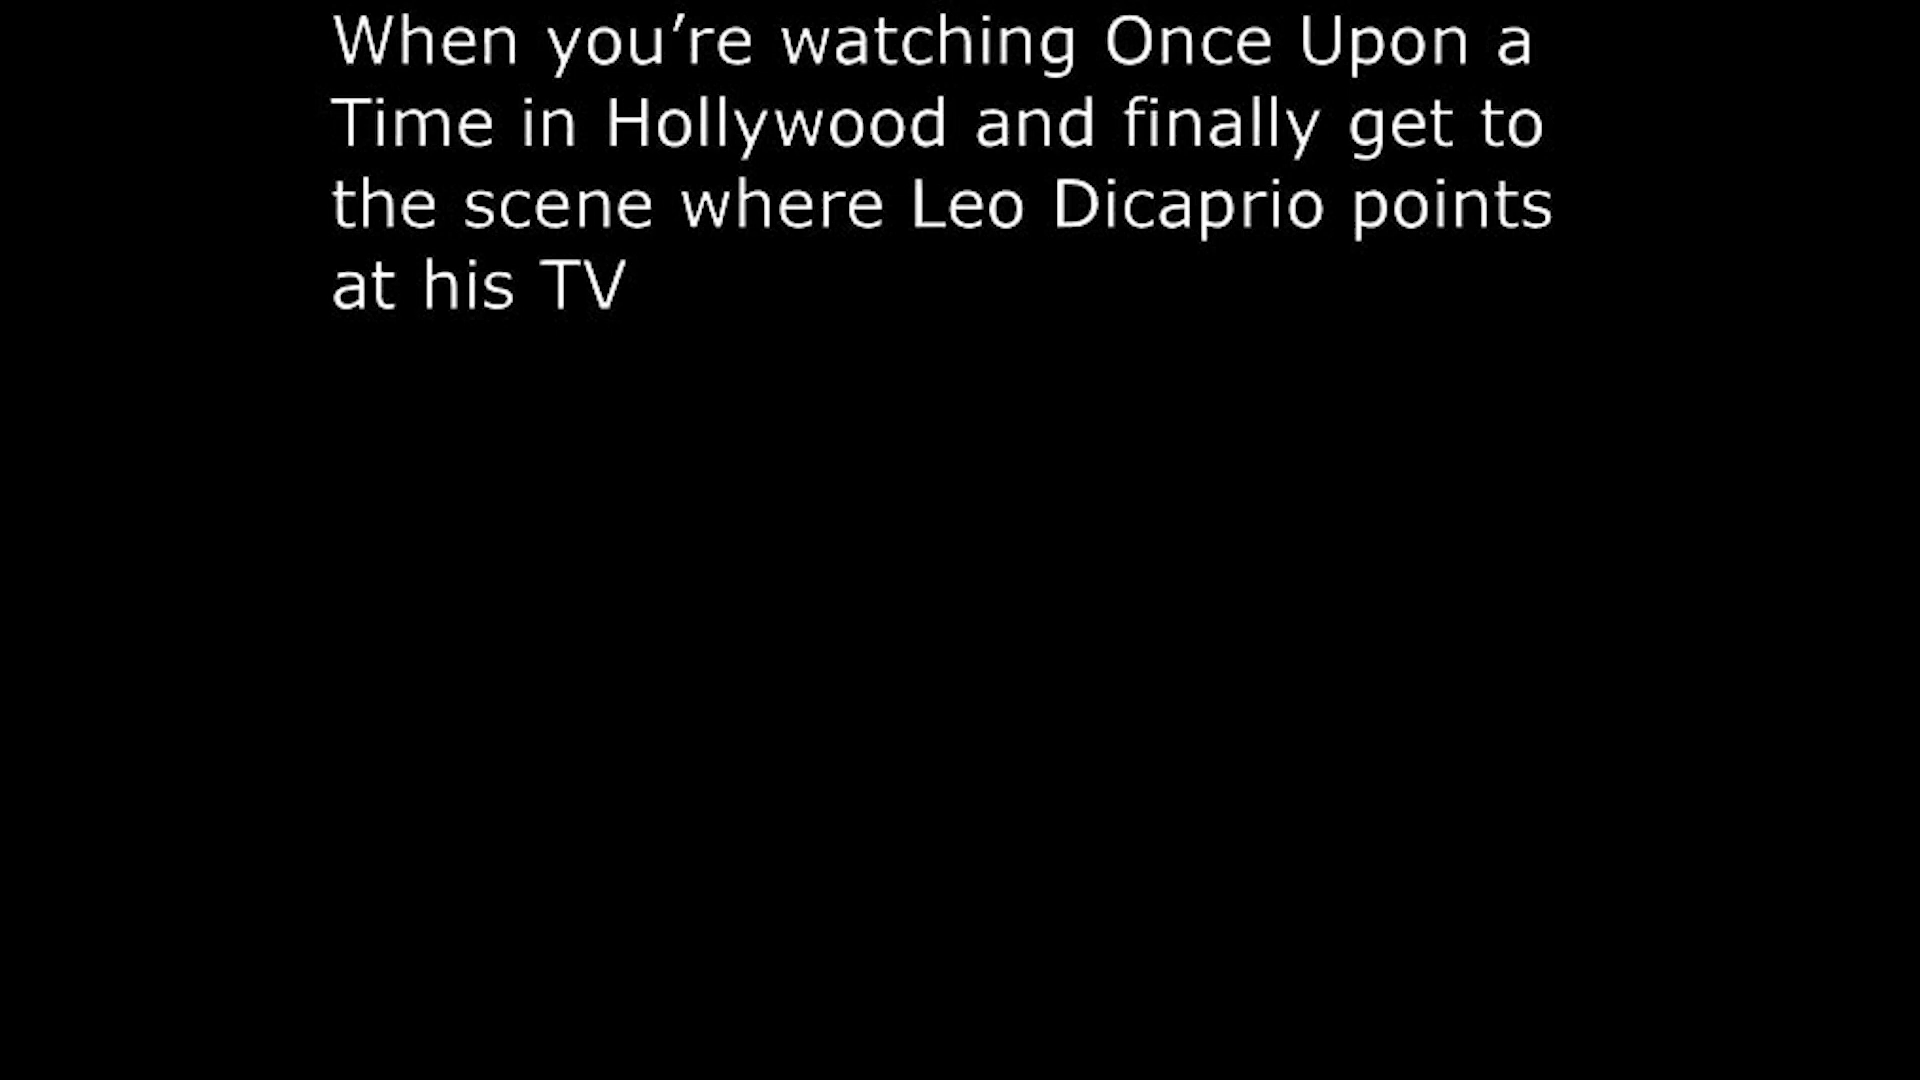 When you’re watching Once Upon a
Time in Hollywood and finally get to
the scene where Leo Dicaprio points
at his TV